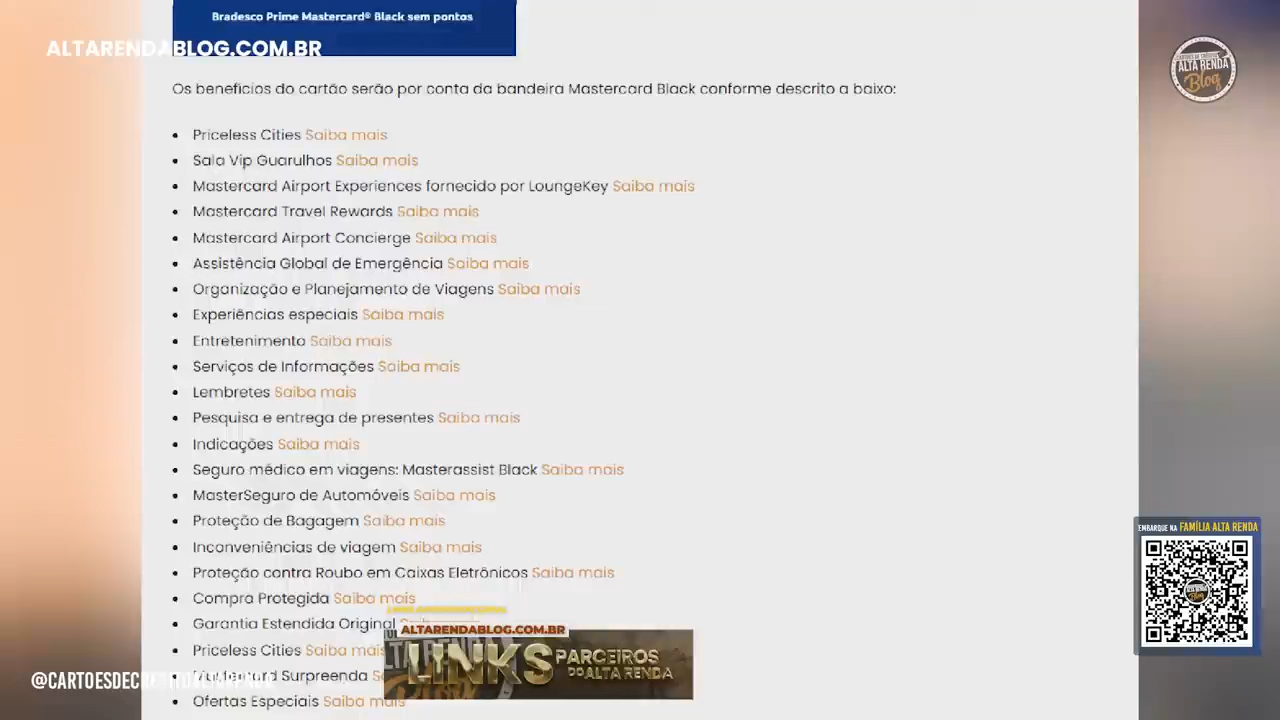 Bradesco Prime Mastercard® Black sem pontos
ALTARENDABLOG.COM.BR
ALTA RENDA
Blog
Os benefícios do cartão serão por conta da bandeira Mastercard Black conforme descrito a baixo:
• Priceless Cities Saiba mais
• Sala Vip Guarulhos Saiba mais
• Mastercard Airport Experiences fornecido por LoungeKey Saiba mais
• Mastercard Travel Rewards Saiba mais
• Mastercard Airport Concierge Saiba mais
• Assistência Global de Emergência Saiba mais
• Organização e Planejamento de Viagens Saiba mais
• Experiências especiais Saiba mais
• Entretenimento Saiba mais
• Serviços de Informações Saiba mais
• Lembretes Saiba mais
• Pesquisa e entrega de presentes Saiba mais
• Indicações Saiba mais
• Seguro médico em viagens: Masterassist Black Saiba mais
• MasterSeguro de Automóveis Saiba mais
• Proteção de Bagagem Saiba mais
• Inconveniências de viagem Saiba mais
• Proteção contra Roubo em Caixas Eletrônicos Saiba mais
• Compra Protegida Saiba mais
• Garantia Estendida Original
• Priceless Cities Saiba mais
Surpreenda
• Ofertas Especiais Saiba mais
EMBARQUE NA FAMÍLIA ALTA RENDA
ALTARENDABLOG.COM.BR
LINKS PARCEIROS
DO ALTA RENDA